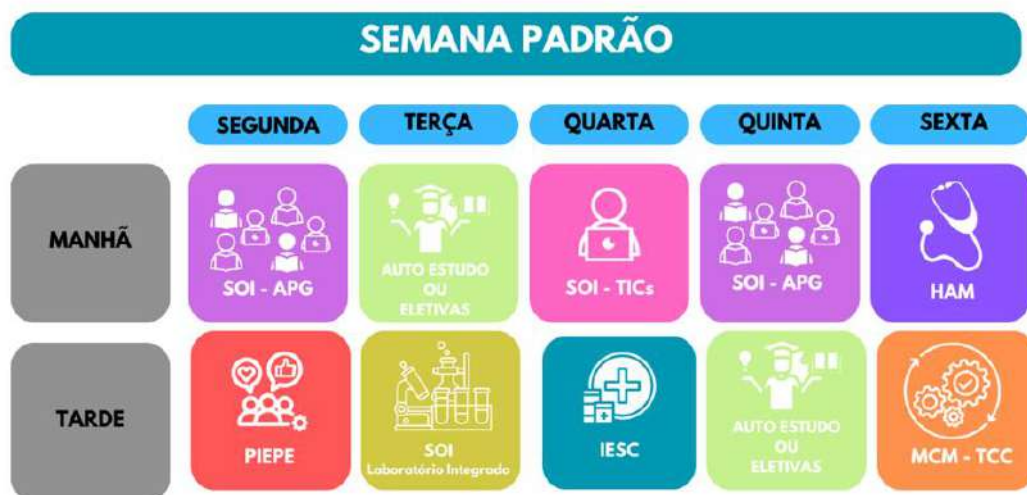 SEMANA PADRÃO
SEGUNDA TERÇA QUARTA QUINTA SEXTA
MANHÃ
SOI - APG
AUTO ESTUDO
OU
ELETIVAS
SOI - TICs
SOI - APG
HAM
TARDE
PIEPE
SOI
Laboratório Integrado
IESC
AUTO ESTUDO
OU
ELETIVAS
MCM - TCC